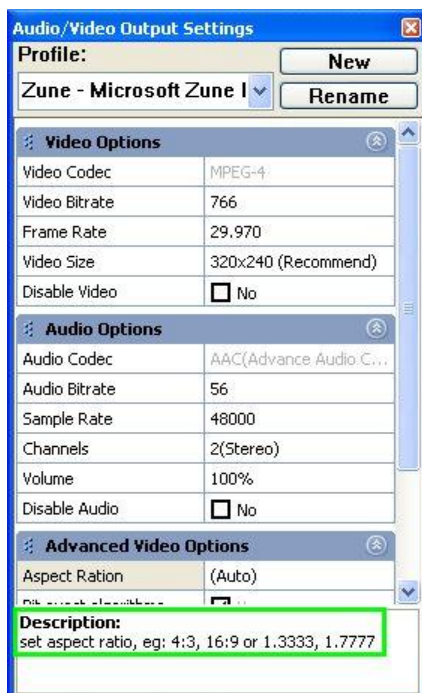 Audio/Video Output Settings
Profile:
New
Zune - Microsoft Zune
Rename
Video Options
Video Codec MPEG-4
Video Bitrate 766
Frame Rate 29.970
Video Size 320x240 (Recommend)
Disable Video No
Audio Options
Audio Codec AAC(Advance Audio C...
Audio Bitrate 56
Sample Rate 48000
Channels 2(Stereo)
Volume 100%
Disable Audio No
Advanced Video Options
Aspect Ration (Auto)
Description:
set aspect ratio, eg: 4:3, 16:9 or 1.3333, 1.7777